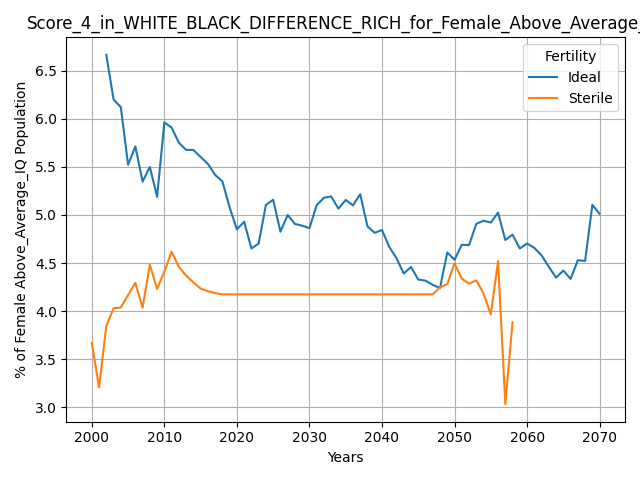 Score_4_in_WHITE_BLACK_DIFFERENCE_RICH_for_Female_Above_Average_
% of Female Above_Average_IQ Population
6.5
6.0
5.5
5.0
4.5
4.0
3.5
3.0
Fertility
Ideal
Sterile
2000 2010 2020 2030 2040 2050 2060 2070
Years